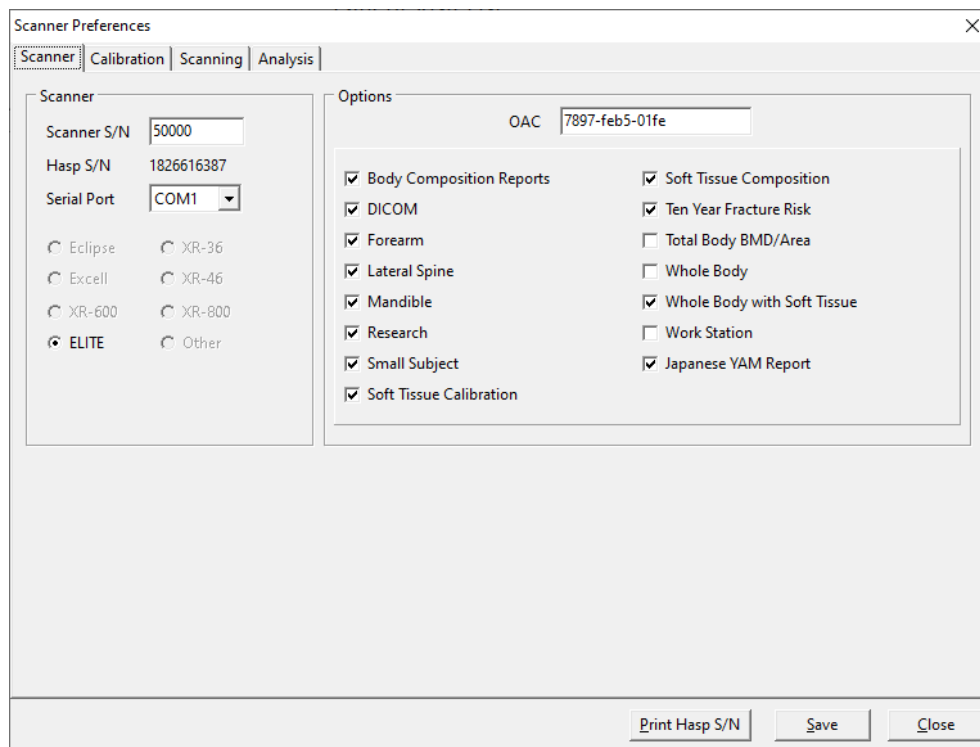 Scanner Preferences
Scanner Calibration Scanning Analysis
Scanner
Scanner S/N 50000
Hasp S/N 1826616387
Serial Port COM1
Eclipse XR-36
Excell XR-46
XR-600 XR-800
ELITE Other
Options
OAC 7897-feb5-01fe
Body Composition Reports Soft Tissue Composition
DICOM Ten Year Fracture Risk
Forearm Total Body BMD/Area
Lateral Spine Whole Body
Mandible Whole Body with Soft Tissue
Research Work Station
Small Subject Japanese YAM Report
Soft Tissue Calibration
Print Hasp S/N Save Close